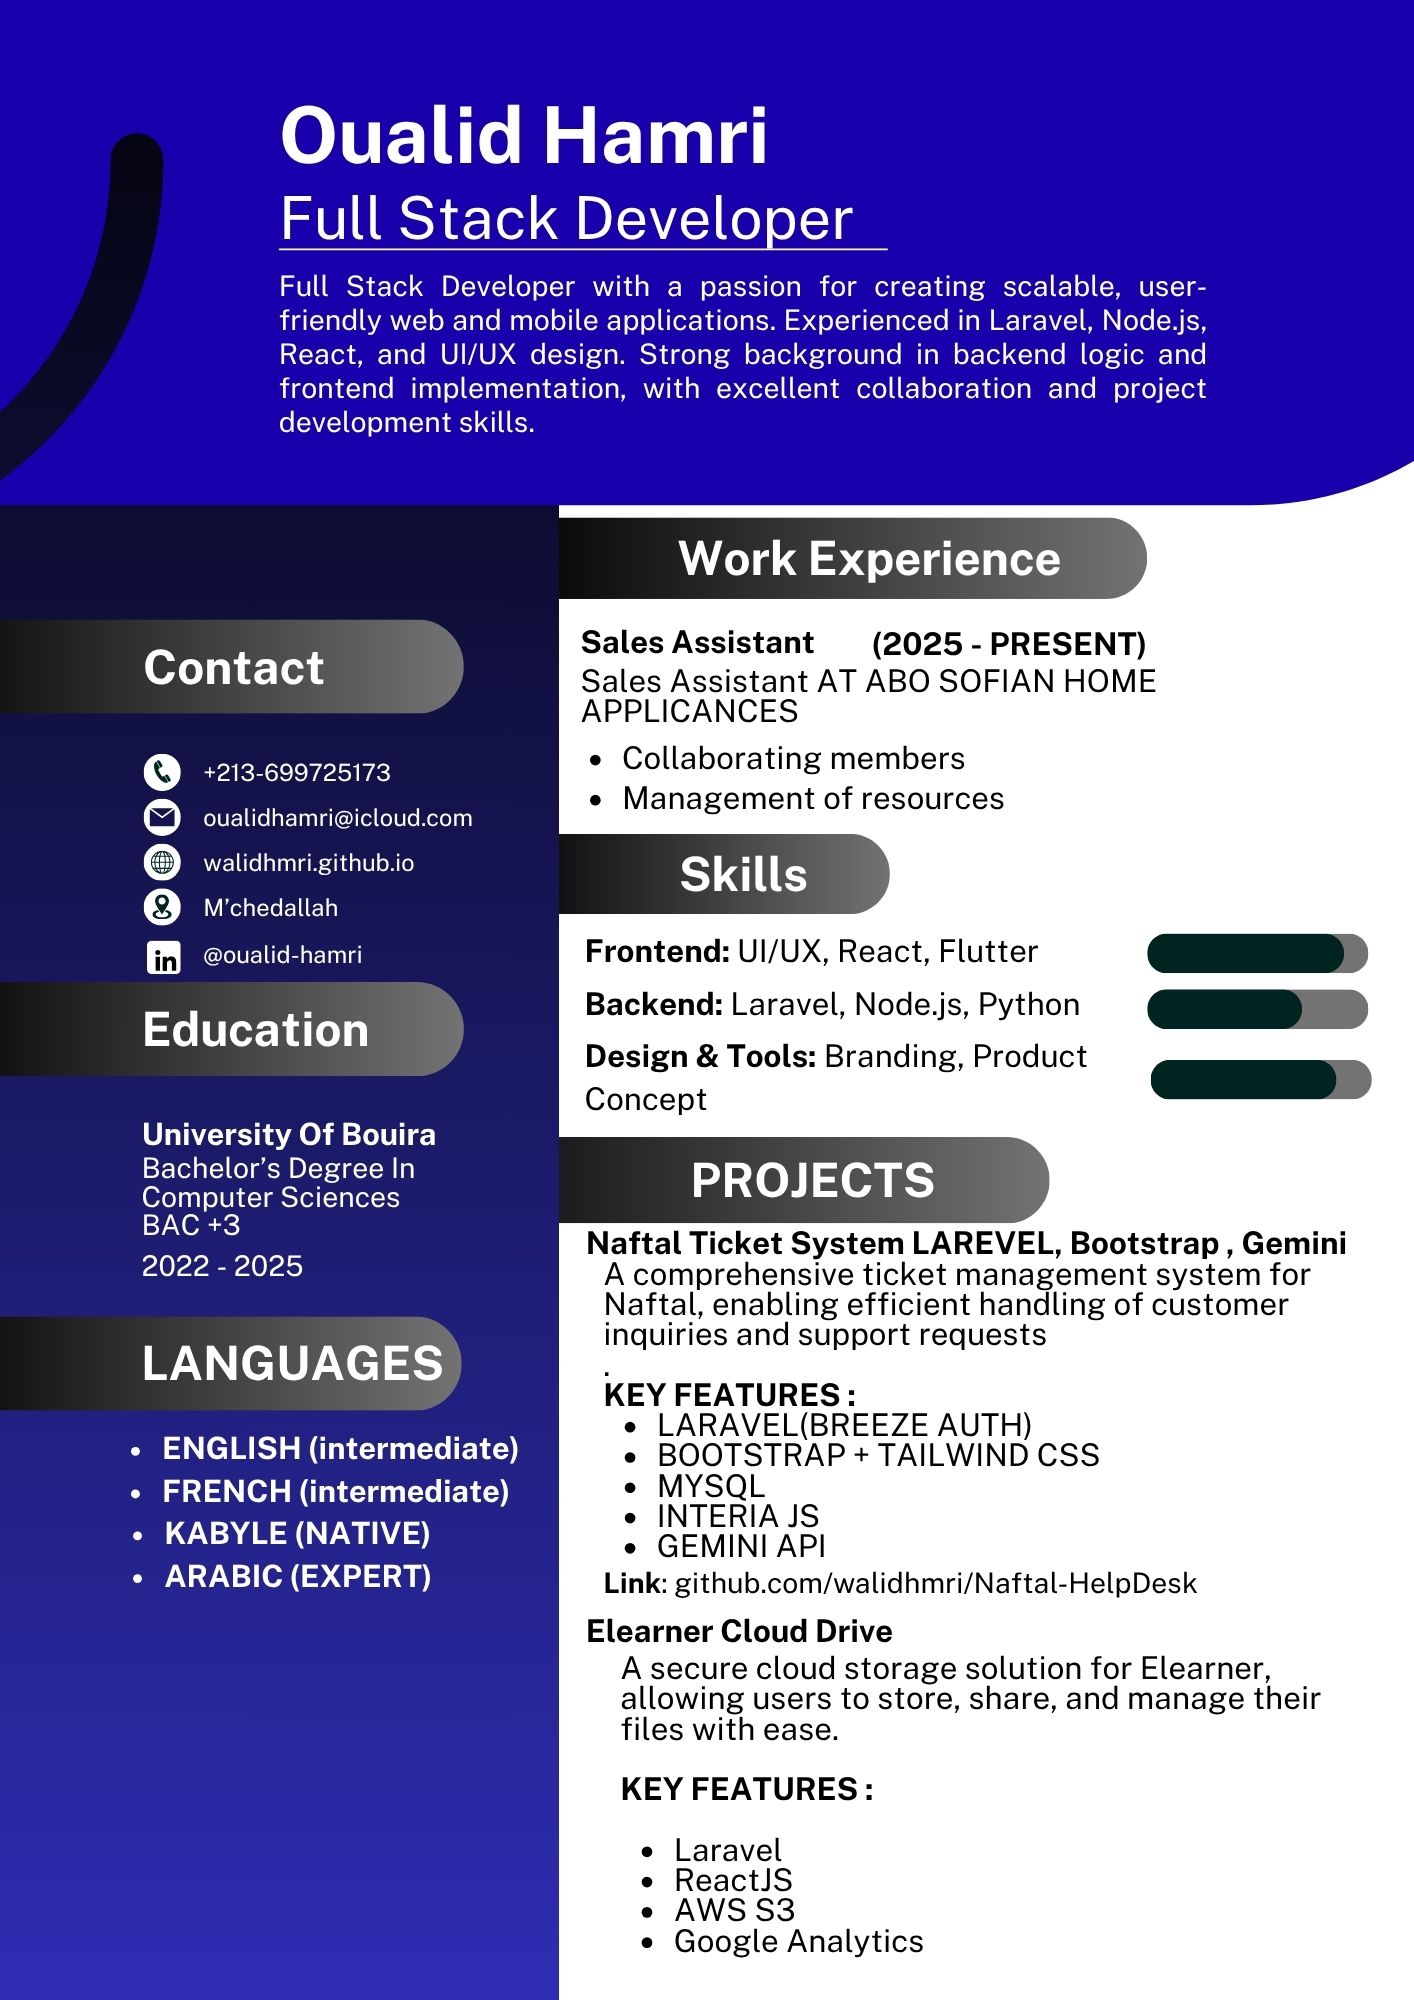 Oualid Hamri
Full Stack Developer
Full Stack Developer with a passion for creating scalable, user-
friendly web and mobile applications. Experienced in Laravel, Node.js,
React, and UI/UX design. Strong background in backend logic and
frontend implementation, with excellent collaboration and project
development skills.
Contact
+213-699725173
oualidhamri@icloud.com
walidhmri.github.io
M’chedallah
in
@oualid-hamri
Education
University Of Bouira
Bachelor’s Degree In
Computer Sciences
BAC +3
2022 - 2025
LANGUAGES
• ENGLISH (intermediate)
• FRENCH (intermediate)
• KABYLE (NATIVE)
• ARABIC (EXPERT)
Work Experience
Sales Assistant (2025 - PRESENT)
Sales Assistant AT ABO SOFIAN HOME
APPLICANCES
• Collaborating members
• Management of resources
Skills
Frontend: UI/UX, React, Flutter
Backend: Laravel, Node.js, Python
Design & Tools: Branding, Product
Concept
PROJECTS
Naftal Ticket System LAREVEL, Bootstrap , Gemini
A comprehensive ticket management system for
Naftal, enabling efficient handling of customer
inquiries and support requests
.
KEY FEATURES :
• LARAVEL(BREEZE AUTH)
• BOOTSTRAP + TAILWIND CSS
• MYSQL
• INTERIA JS
• GEMINI API
Link: github.com/walidhmri/Naftal-HelpDesk
Elearner Cloud Drive
A secure cloud storage solution for Elearner,
allowing users to store, share, and manage their
files with ease.
KEY FEATURES :
• Laravel
• ReactJS
• AWS S3
• Google Analytics